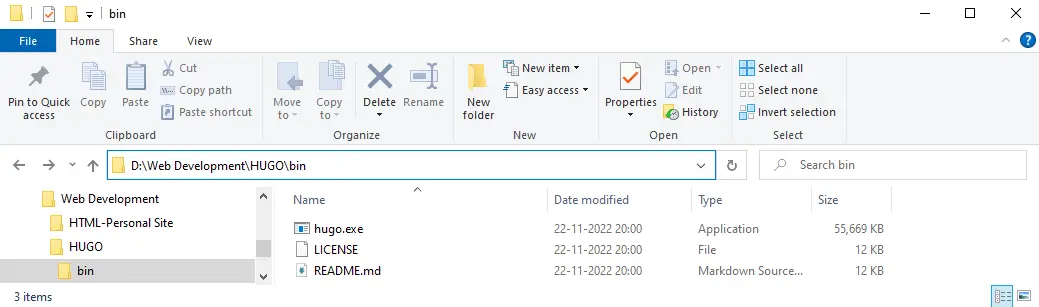 bin
File Home Share View
Pin to Quick access
Copy
Paste
Cut
Copy path
Paste shortcut
Clipboard
Move to
Copy to
Delete
Rename
Organize
New folder
New item
Easy access
New
Properties
Open
Edit
History
Open
Select all
Select none
Invert selection
Select
D:\Web Development\HUGO\bin
Search bin
Web Development
HTML-Personal Site
HUGO
bin
Name Date modified Type Size
hugo.exe 22-11-2022 20:00 Application 55,669 KB
LICENSE 22-11-2022 20:00 File 12 KB
README.md 22-11-2022 20:00 Markdown Source... 12 KB
3 items